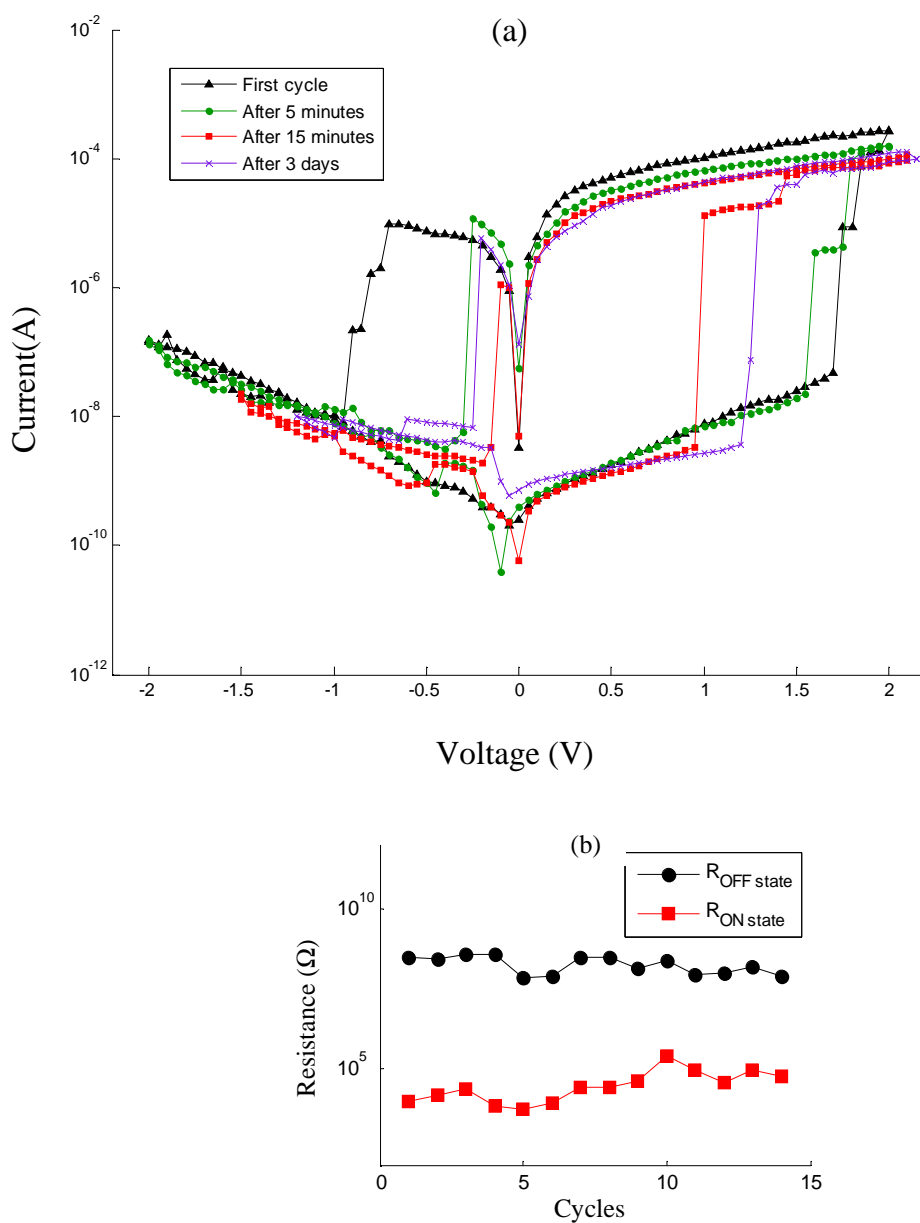 (a)
10^-2
10^-4
10^-6
10^-8
10^-10
10^-12
Current(A)
First cycle
After 5 minutes
After 15 minutes
After 3 days
-2 -1.5 -1 -0.5 0 0.5 1 1.5 2
Voltage (V)
(b)
10^10
10^5
Resistance (Ω)
R_OFF state
R_ON state
0 5 10 15
Cycles